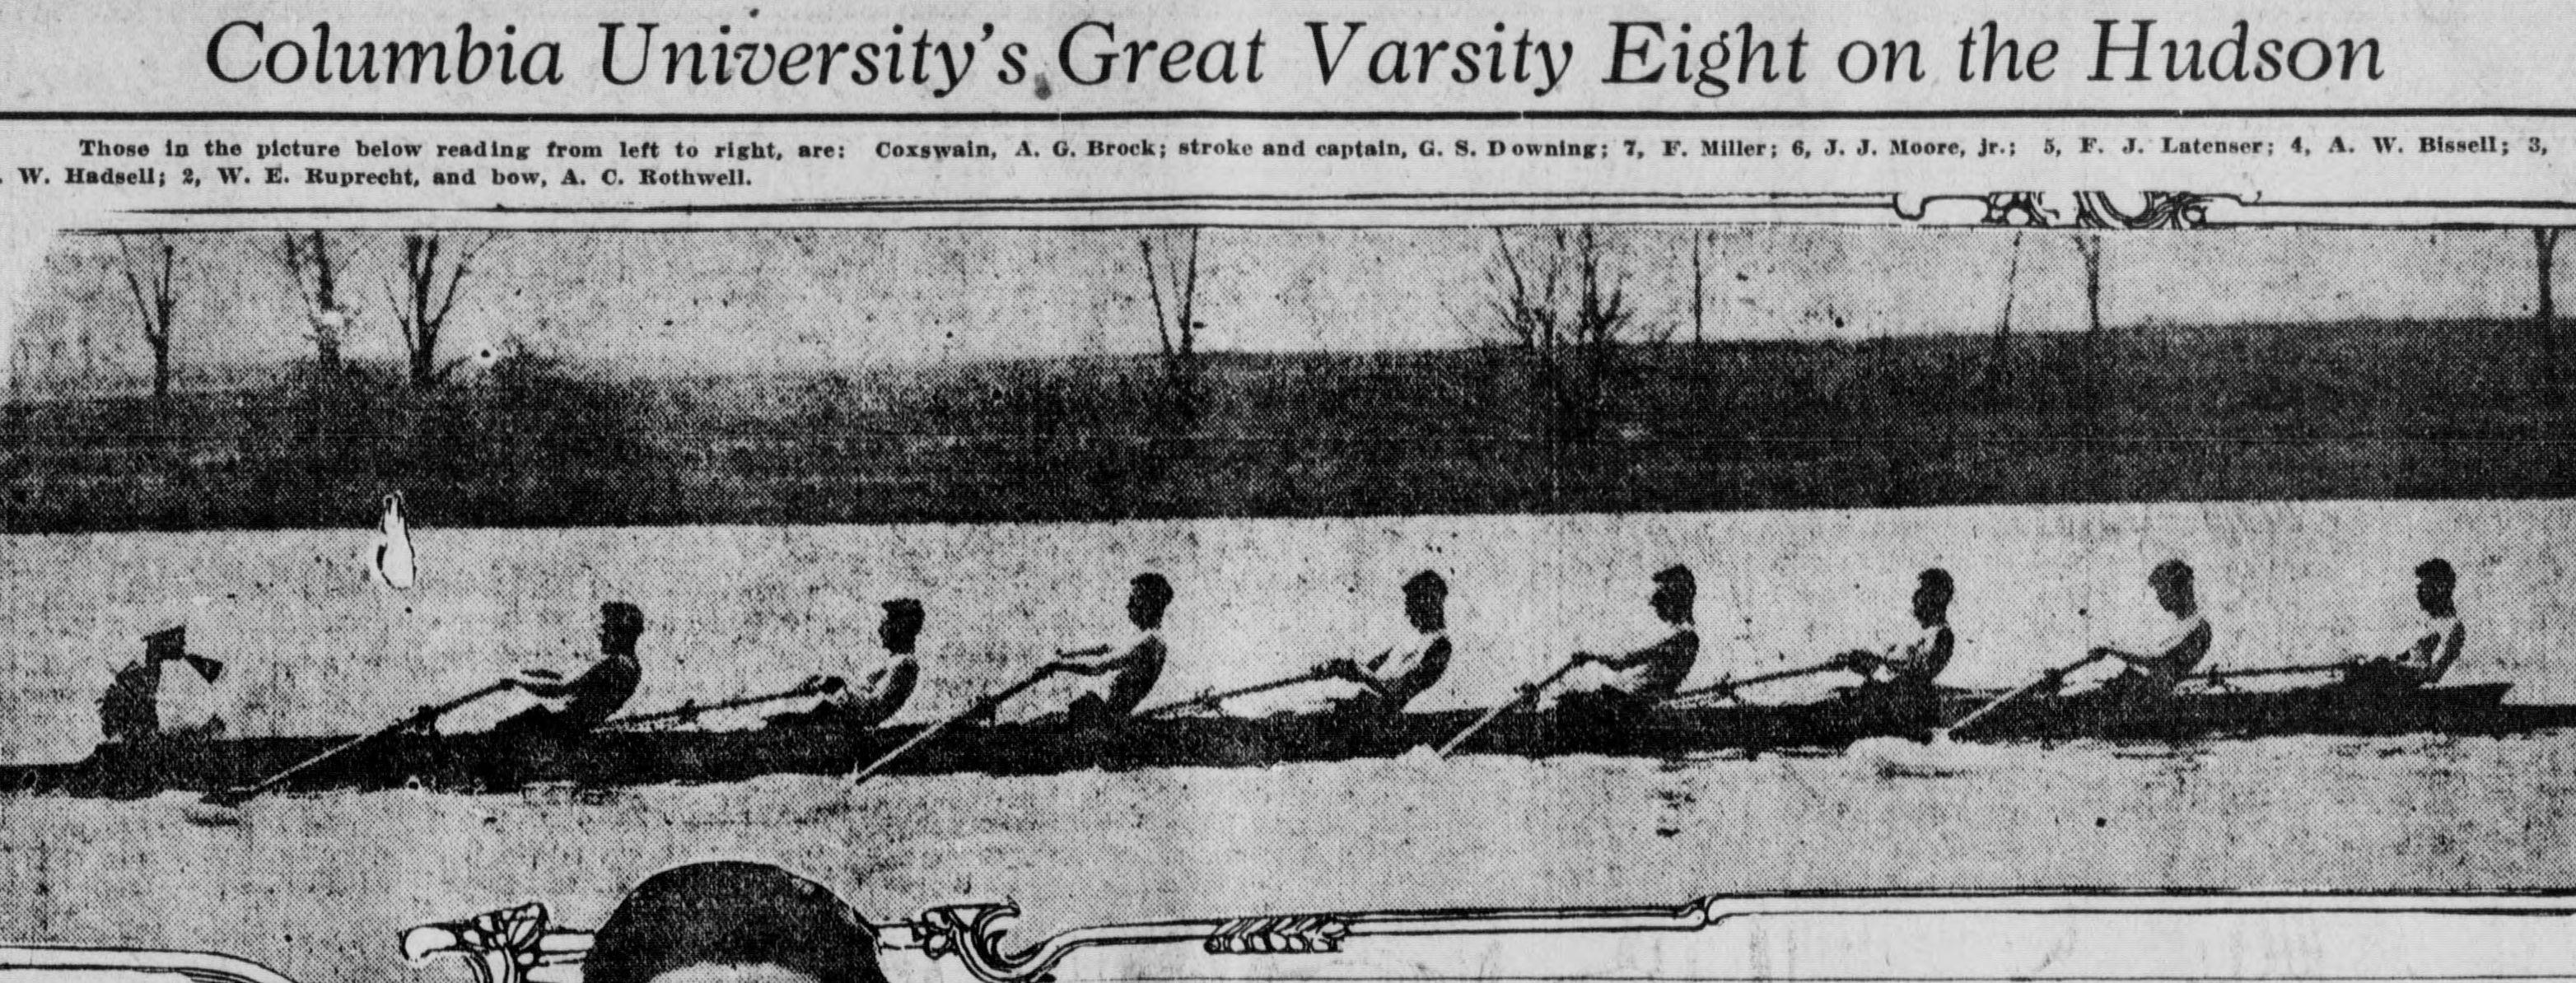 Columbia University's Great Varsity Eight on the Hudson
Those in the picture below reading from left to right, are: Coxswain, A. G. Brock; stroke and captain, G. S. Downing; 7, F. Miller; 6, J. J. Moore, jr.; 5, F. J. Latenser; 4, A. W. Bissell; 3,
. W. Hadsell; 2, W. E. Ruprecht, and bow, A. C. Rothwell.